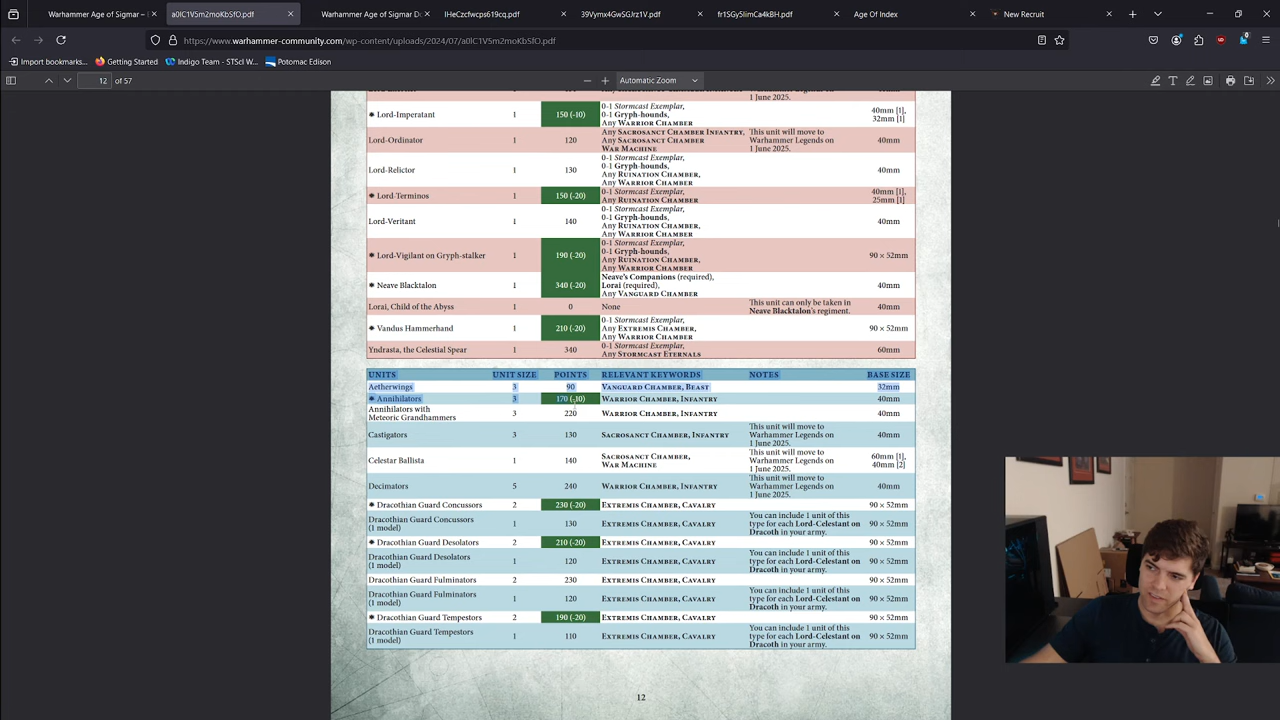 Warhammer Age of Sigmar –
a0lC1V5m2moKbSfO.pdf
Warhammer Age of Sigmar Do
IHeCzcfwcps619cq.pdf
39Vymx4GwSGJrz1V.pdf
fr1SGySlimCa4kBH.pdf
Age Of Index
New Recruit
https://www.warhammer-community.com/wp-content/uploads/2024/07/a0lC1V5m2moKbSfO.pdf
Import bookmarks...
Getting Started
Indigo Team - STScI W...
Potomac Edison
12 of 57
Automatic Zoom
1 June 2025.
✹ Lord-Imperatant 1 150 (-10) 0-1 Stormcast Exemplar, 40mm [1],
0-1 Gryph-hounds, 32mm [1]
Any WARRIOR CHAMBER
Lord-Ordinator 1 120 Any SACROSANCT CHAMBER INFANTRY, This unit will move to 40mm
Any SACROSANCT CHAMBER Warhammer Legends on
WAR MACHINE 1 June 2025.
Lord-Relictor 1 130 0-1 Stormcast Exemplar, 40mm
0-1 Gryph-hounds,
Any RUINATION CHAMBER,
Any WARRIOR CHAMBER
✹ Lord-Terminos 1 150 (-20) 0-1 Stormcast Exemplar, 40mm [1],
Any RUINATION CHAMBER 25mm [1]
Lord-Veritant 1 140 0-1 Stormcast Exemplar, 40mm
0-1 Gryph-hounds,
Any RUINATION CHAMBER,
Any WARRIOR CHAMBER
✹ Lord-Vigilant on Gryph-stalker 1 190 (-20) 0-1 Stormcast Exemplar, 90 × 52mm
0-1 Gryph-hounds,
Any RUINATION CHAMBER,
Any WARRIOR CHAMBER
✹ Neave Blacktalon 1 340 (-20) Neave's Companions (required), 40mm
Lorai (required),
Any VANGUARD CHAMBER
Lorai, Child of the Abyss 1 0 None This unit can only be taken in 40mm
Neave Blacktalon's regiment.
✹ Vandus Hammerhand 1 210 (-20) 0-1 Stormcast Exemplar, 90 × 52mm
Any EXTREMIS CHAMBER,
Any WARRIOR CHAMBER
Yndrasta, the Celestial Spear 1 340 0-1 Stormcast Exemplar, 60mm
Any STORMCAST ETERNALS
UNITS UNIT SIZE POINTS RELEVANT KEYWORDS NOTES BASE SIZE
Aetherwings 3 90 VANGUARD CHAMBER, BEAST 32mm
✹ Annihilators 3 170 (-10) WARRIOR CHAMBER, INFANTRY 40mm
Annihilators with Meteoric Grandhammers 3 220 WARRIOR CHAMBER, INFANTRY 40mm
Castigators 3 130 SACROSANCT CHAMBER, INFANTRY This unit will move to 40mm
Warhammer Legends on
1 June 2025.
Celestar Ballista 1 140 SACROSANCT CHAMBER, This unit will move to 60mm [1],
WAR MACHINE Warhammer Legends on 40mm [2]
1 June 2025.
Decimators 5 240 WARRIOR CHAMBER, INFANTRY This unit will move to 40mm
Warhammer Legends on
1 June 2025.
✹ Dracothian Guard Concussors 2 230 (-20) EXTREMIS CHAMBER, CAVALRY 90 × 52mm
Dracothian Guard Concussors 1 130 EXTREMIS CHAMBER, CAVALRY You can include 1 unit of this 90 × 52mm
(1 model) type for each Lord-Celestant on
Dracoth in your army.
✹ Dracothian Guard Desolators 2 210 (-20) EXTREMIS CHAMBER, CAVALRY 90 × 52mm
Dracothian Guard Desolators 1 120 EXTREMIS CHAMBER, CAVALRY You can include 1 unit of this 90 × 52mm
(1 model) type for each Lord-Celestant on
Dracoth in your army.
Dracothian Guard Fulminators 2 230 EXTREMIS CHAMBER, CAVALRY 90 × 52mm
Dracothian Guard Fulminators 1 120 EXTREMIS CHAMBER, CAVALRY You can include 1 unit of this 90 × 52mm
(1 model) type for each Lord-Celestant on
Dracoth in your army.
✹ Dracothian Guard Tempestors 2 190 (-20) EXTREMIS CHAMBER, CAVALRY 90 × 52mm
Dracothian Guard Tempestors 1 110 EXTREMIS CHAMBER, CAVALRY You can include 1 unit of this 90 × 52mm
(1 model) type for each Lord-Celestant on
Dracoth in your army.
12